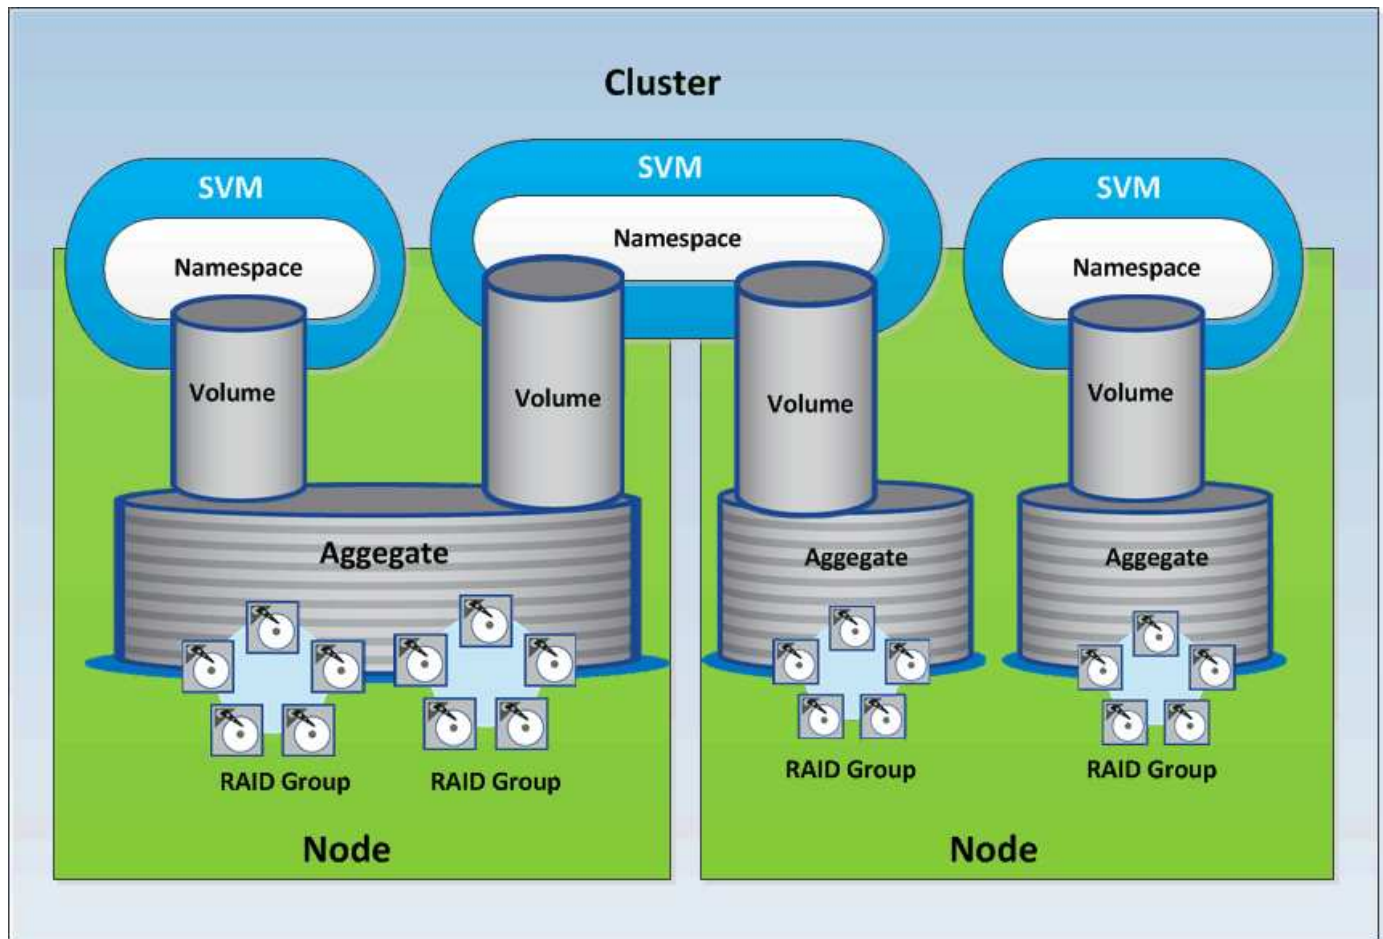 Cluster
SVM
SVM
SVM
Namespace
Namespace
Namespace
Volume
Volume
Volume
Volume
Aggegate
Aggegate
Aggegate
RAID Group
RAID Group
RAID Group
RAID Group
Node
Node